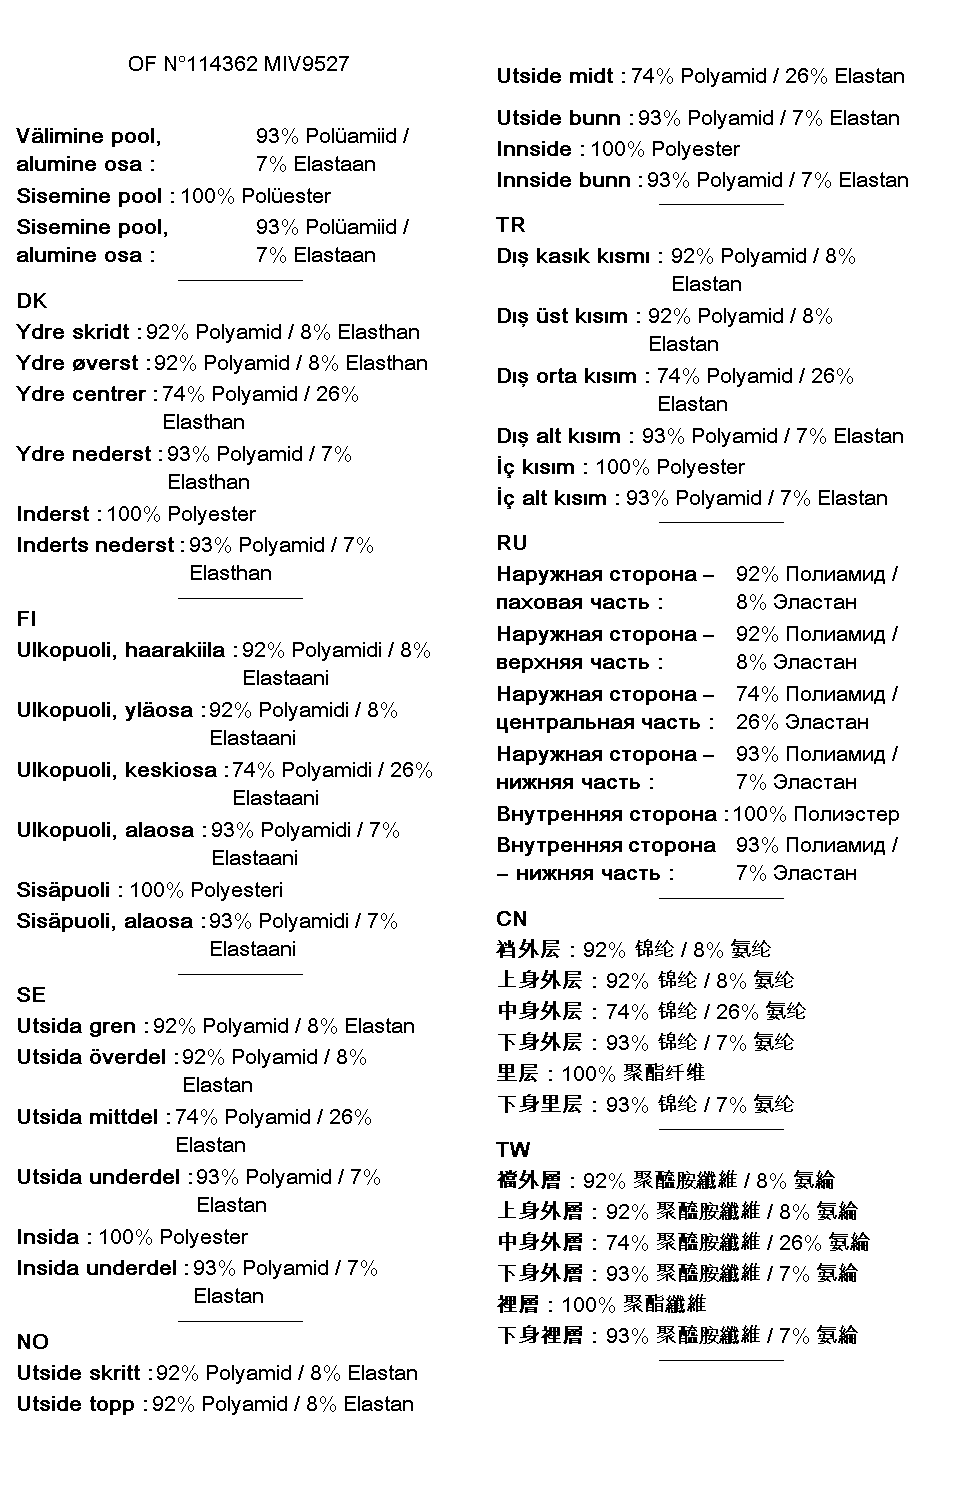 OF N°114362 MIV9527
Välimine pool, 93% Polüamiid /
alumine osa : 7% Elastaan
Sisemine pool : 100% Polüester
Sisemine pool, 93% Polüamiid /
alumine osa : 7% Elastaan
DK
Ydre skridt : 92% Polyamid / 8% Elasthan
Ydre øverst : 92% Polyamid / 8% Elasthan
Ydre centrer : 74% Polyamid / 26%
Elasthan
Ydre nederst : 93% Polyamid / 7%
Elasthan
Inderst : 100% Polyester
Inderts nederst : 93% Polyamid / 7%
Elasthan
FI
Ulkopuoli, haarakiila : 92% Polyamidi / 8%
Elastaani
Ulkopuoli, yläosa : 92% Polyamidi / 8%
Elastaani
Ulkopuoli, keskiosa : 74% Polyamidi / 26%
Elastaani
Ulkopuoli, alaosa : 93% Polyamidi / 7%
Elastaani
Sisäpuoli : 100% Polyesteri
Sisäpuoli, alaosa : 93% Polyamidi / 7%
Elastaani
SE
Utsida gren : 92% Polyamid / 8% Elastan
Utsida överdel : 92% Polyamid / 8%
Elastan
Utsida mittdel : 74% Polyamid / 26%
Elastan
Utsida underdel : 93% Polyamid / 7%
Elastan
Insida : 100% Polyester
Insida underdel : 93% Polyamid / 7%
Elastan
NO
Utside skritt : 92% Polyamid / 8% Elastan
Utside topp : 92% Polyamid / 8% Elastan
Utside midt : 74% Polyamid / 26% Elastan
Utside bunn : 93% Polyamid / 7% Elastan
Innside : 100% Polyester
Innside bunn : 93% Polyamid / 7% Elastan
TR
Dış kasık kısmı : 92% Polyamid / 8%
Elastan
Dış üst kısım : 92% Polyamid / 8%
Elastan
Dış orta kısım : 74% Polyamid / 26%
Elastan
Dış alt kısım : 93% Polyamid / 7% Elastan
İç kısım : 100% Polyester
İç alt kısım : 93% Polyamid / 7% Elastan
RU
Наружная сторона – 92% Полиамид /
паховая часть : 8% Эластан
Наружная сторона – 92% Полиамид /
верхняя часть : 8% Эластан
Наружная сторона – 74% Полиамид /
центральная часть : 26% Эластан
Наружная сторона – 93% Полиамид /
нижняя часть : 7% Эластан
Внутренняя сторона : 100% Полиэстер
Внутренняя сторона 93% Полиамид /
– нижняя часть : 7% Эластан
CN
裆外层 : 92% 锦纶 / 8% 氨纶
上身外层 : 92% 锦纶 / 8% 氨纶
中身外层 : 74% 锦纶 / 26% 氨纶
下身外层 : 93% 锦纶 / 7% 氨纶
里层 : 100% 聚酯纤维
下身里层 : 93% 锦纶 / 7% 氨纶
TW
襠外層 : 92% 聚醯胺纖維 / 8% 氨綸
上身外層 : 92% 聚醯胺纖維 / 8% 氨綸
中身外層 : 74% 聚醯胺纖維 / 26% 氨綸
下身外層 : 93% 聚醯胺纖維 / 7% 氨綸
裡層 : 100% 聚酯纖維
下身裡層 : 93% 聚醯胺纖維 / 7% 氨綸